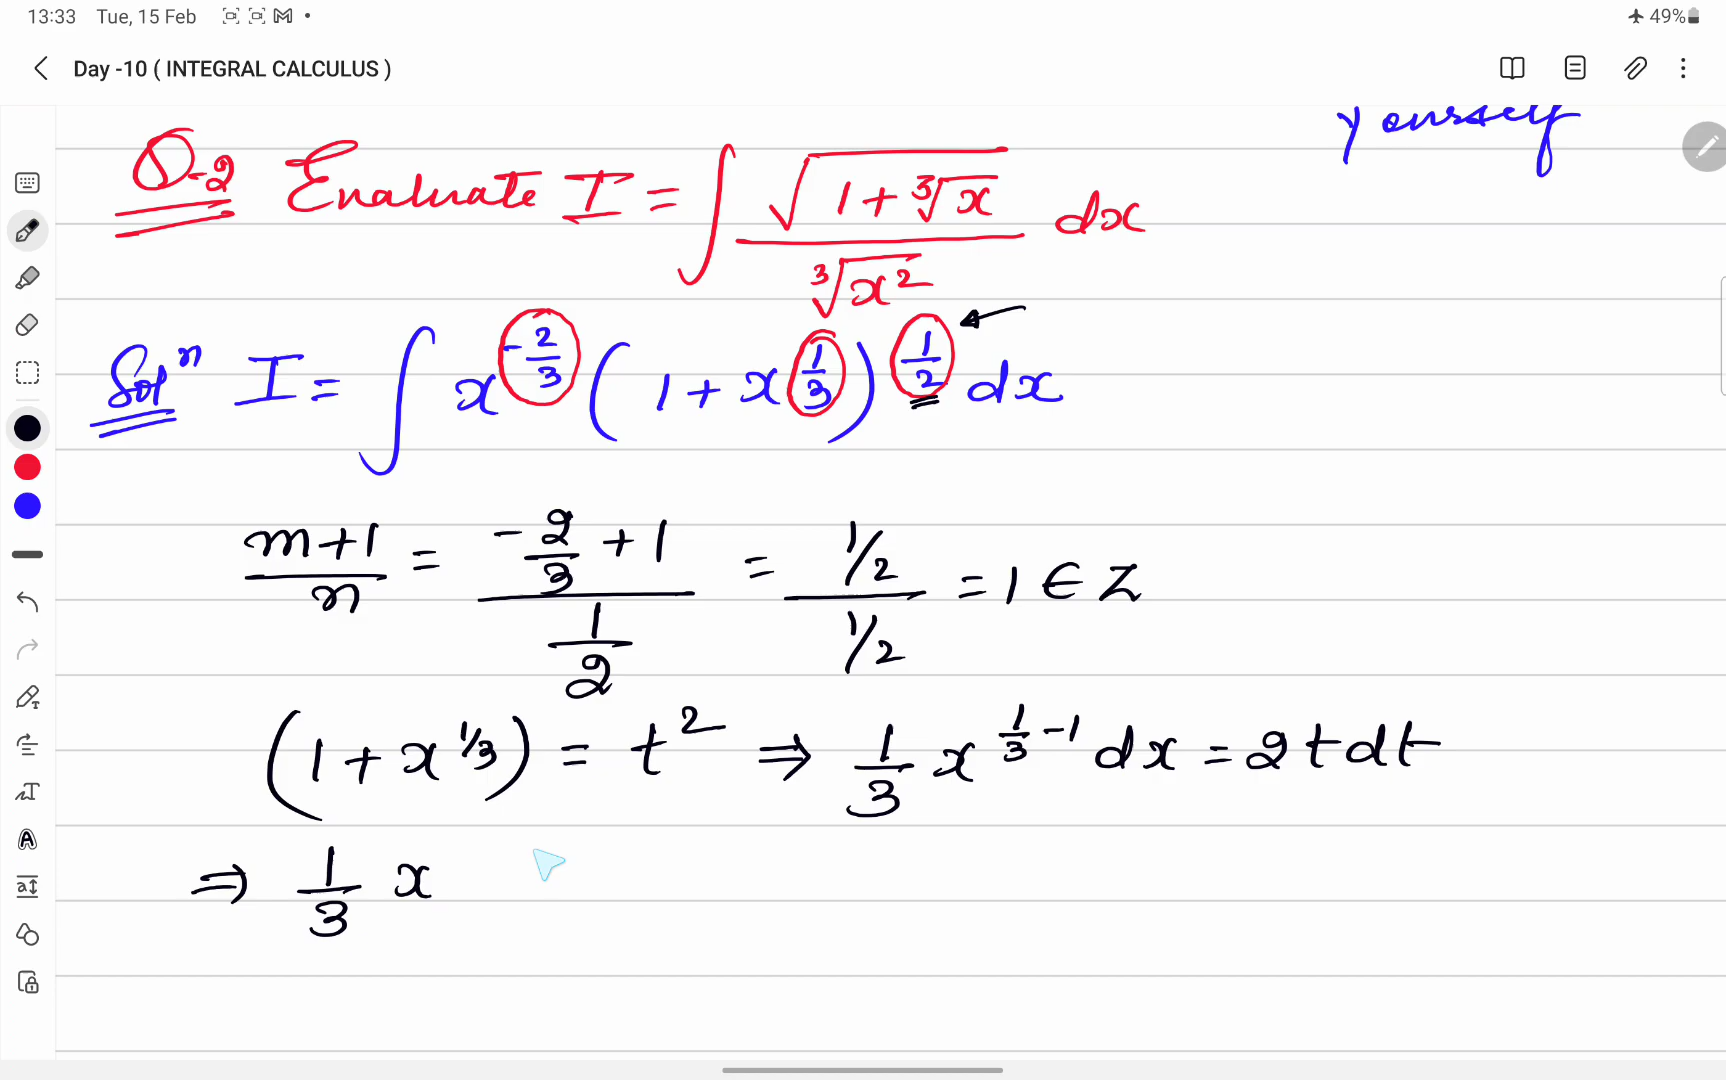 13:33 Tue, 15 Feb 49%
Day -10 ( INTEGRAL CALCULUS )
yourself
Q-2 Evaluate I = ∫ √(1 + ∛x) / ∛(x²) dx
Solⁿ I = ∫ x^(-2/3) (1 + x^(1/3))^(1/2) dx
(m+1)/n = (-2/3 + 1)/(1/2) = (1/2)/(1/2) = 1 ∈ Z
(1 + x^(1/3)) = t² ⇒ 1/3 x^(1/3 - 1) dx = 2t dt
⇒ 1/3 x